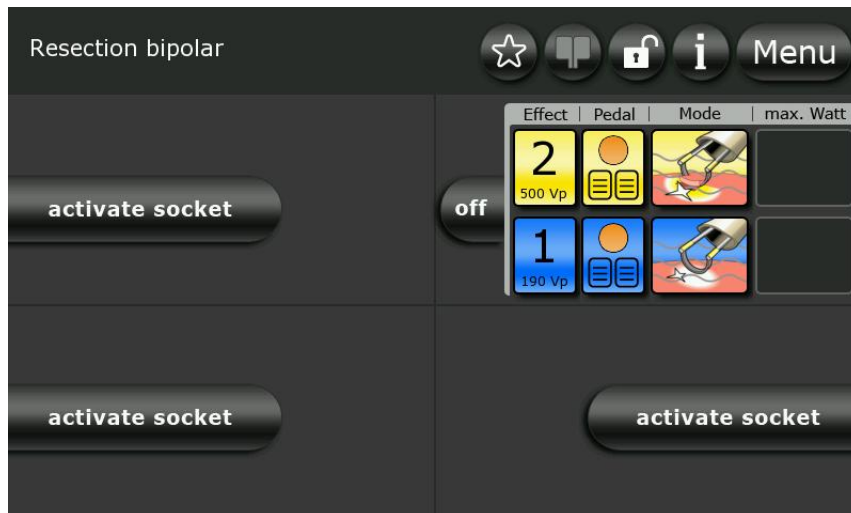 Resection bipolar
i
Menu
Effect | Pedal | Mode | max. Watt
2
500 Vp
activate socket
off
1
190 Vp
activate socket
activate socket